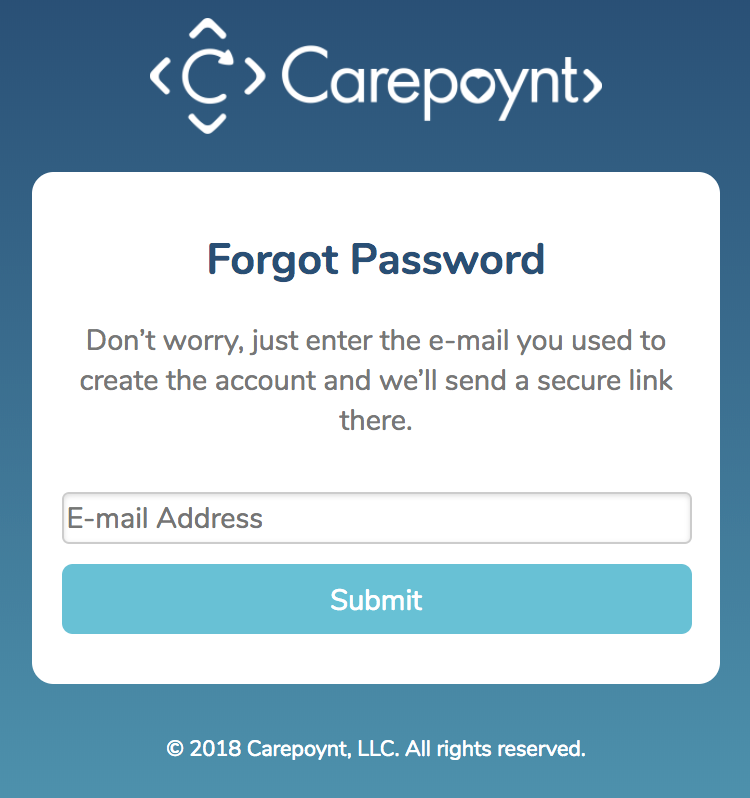 Carepoynt
Forgot Password
Don’t worry, just enter the e-mail you used to
create the account and we’ll send a secure link
there.
E-mail Address
Submit
© 2018 Carepoynt, LLC. All rights reserved.